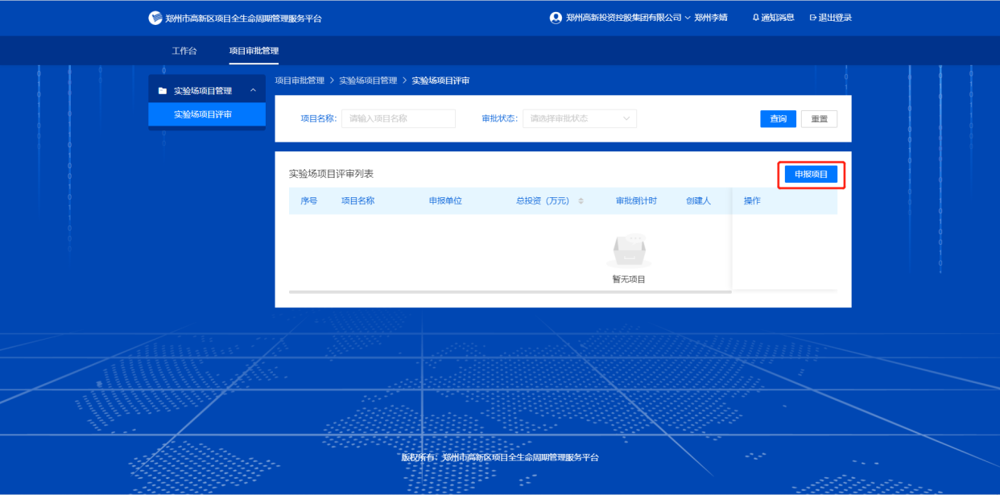 郑州市高新区项目全生命周期管理服务平台
郑州高新投资控股集团有限公司 郑州李婧 通知消息 退出登录
工作台 项目审批管理
实验场项目管理
实验场项目评审
项目审批管理 > 实验场项目管理 > 实验场项目评审
项目名称: 请输入项目名称 审批状态: 请选择审批状态 查询 重置
实验场项目评审列表 申报项目
序号 项目名称 申报单位 总投资（万元） 审批倒计时 创建人 操作
暂无项目
版权所有：郑州市高新区项目全生命周期管理服务平台